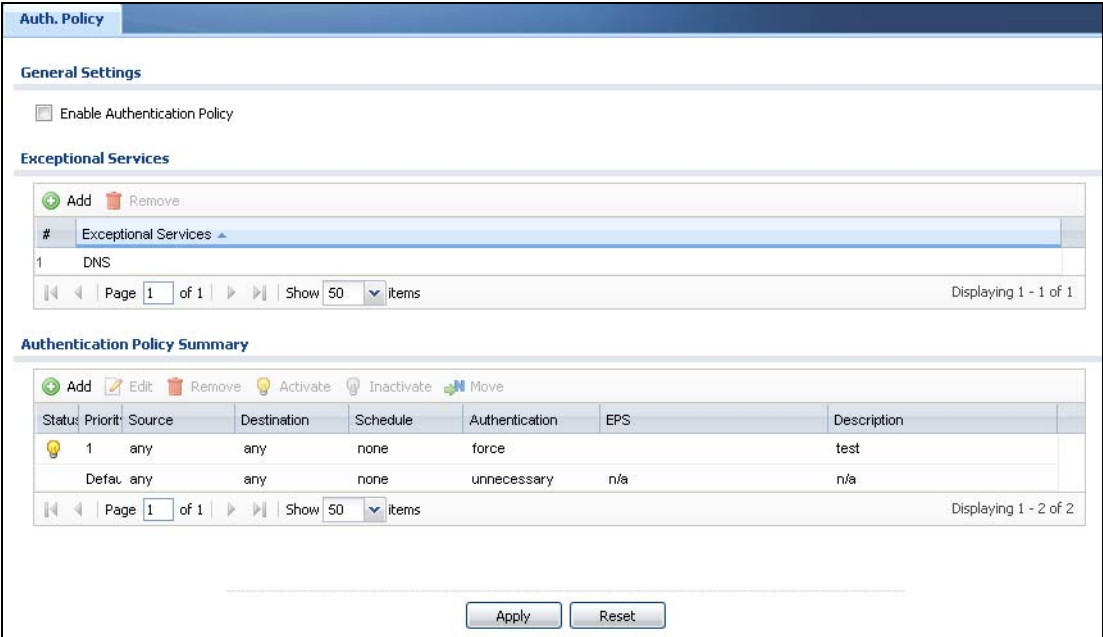 Auth. Policy
General Settings
Enable Authentication Policy
Exceptional Services
Add Remove
# Exceptional Services
1 DNS
Page 1 of 1 Show 50 items Displaying 1 - 1 of 1
Authentication Policy Summary
Add Edit Remove Activate Inactivate Move
Statu Priorit Source Destination Schedule Authentication EPS Description
1 any any none force test
Defau any any none unnecessary n/a n/a
Page 1 of 1 Show 50 items Displaying 1 - 2 of 2
Apply Reset